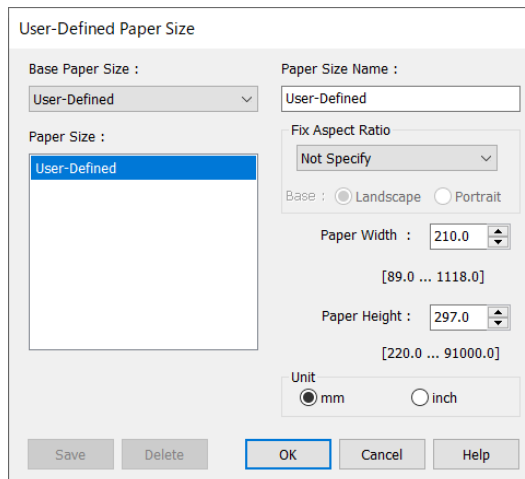 User-Defined Paper Size
Base Paper Size :
User-Defined
Paper Size :
User-Defined
Paper Size Name :
User-Defined
Fix Aspect Ratio
Not Specify
Base : Landscape Portrait
Paper Width : 210.0
[89.0 ... 1118.0]
Paper Height : 297.0
[220.0 ... 91000.0]
Unit
mm inch
Save Delete OK Cancel Help